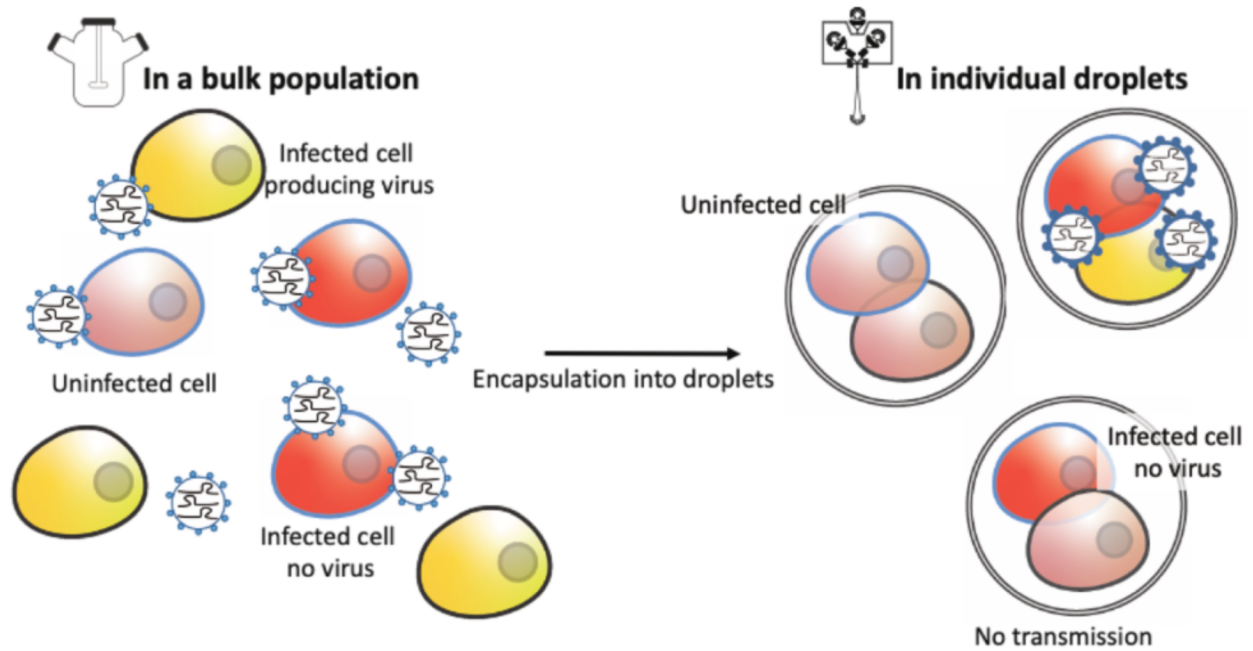 In a bulk population
Infected cell
producing virus
Uninfected cell
Infected cell
no virus
Encapsulation into droplets
In individual droplets
Uninfected cell
Infected cell
no virus
No transmission